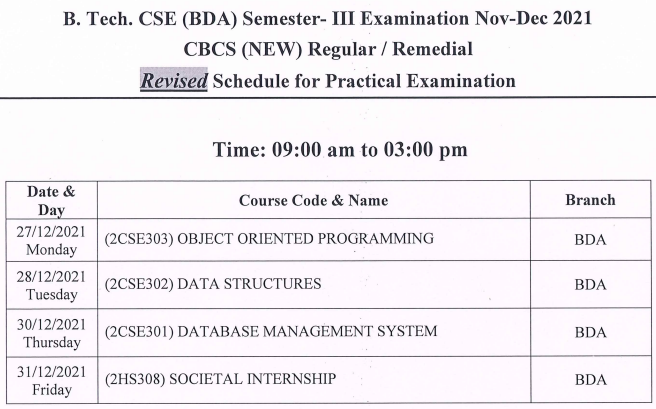 B. Tech. CSE (BDA) Semester- III Examination Nov-Dec 2021
CBCS (NEW) Regular / Remedial
Revised Schedule for Practical Examination
Time: 09:00 am to 03:00 pm
Date &
Day
Course Code & Name
Branch
27/12/2021
Monday
(2CSE303) OBJECT ORIENTED PROGRAMMING
BDA
28/12/2021
Tuesday
(2CSE302) DATA STRUCTURES
BDA
30/12/2021
Thursday
(2CSE301) DATABASE MANAGEMENT SYSTEM
BDA
31/12/2021
Friday
(2HS308) SOCIETAL INTERNSHIP
BDA